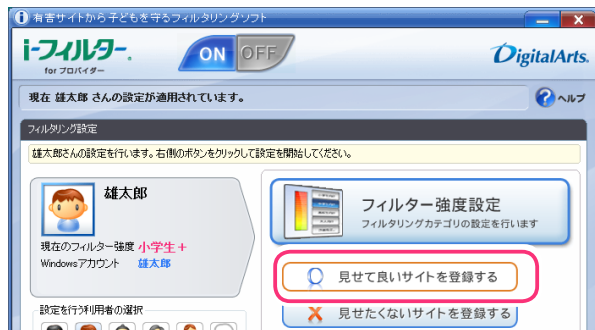 有害サイトから子どもを守るフィルタリングソフト
i-フィルター.
for プロバイダー
ON OFF
DigitalArts.
現在 雄太郎 さんの設定が適用されています。
ヘルプ
フィルタリング設定
雄太郎さんの設定を行います。右側のボタンをクリックして設定を開始してください。
雄太郎
現在のフィルター強度 小学生+
Windowsアカウント 雄太郎
フィルター強度設定
フィルタリングカテゴリの設定を行います
見せて良いサイトを登録する
見せたくないサイトを登録する
設定を行う利用者の選択